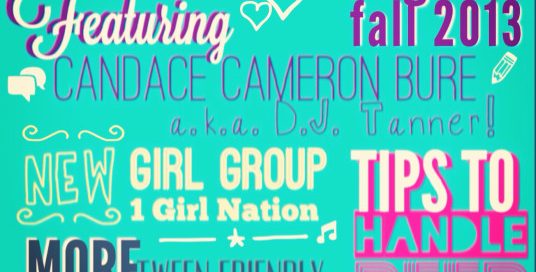 Featuring
fall 2013
CANDACE CAMERON BURE
a.k.a. D.J. Tanner!
NEW
GIRL GROUP
1 Girl Nation
TIPS TO
HANDLE
PEER
MORE
TWEEN FRIENDLY